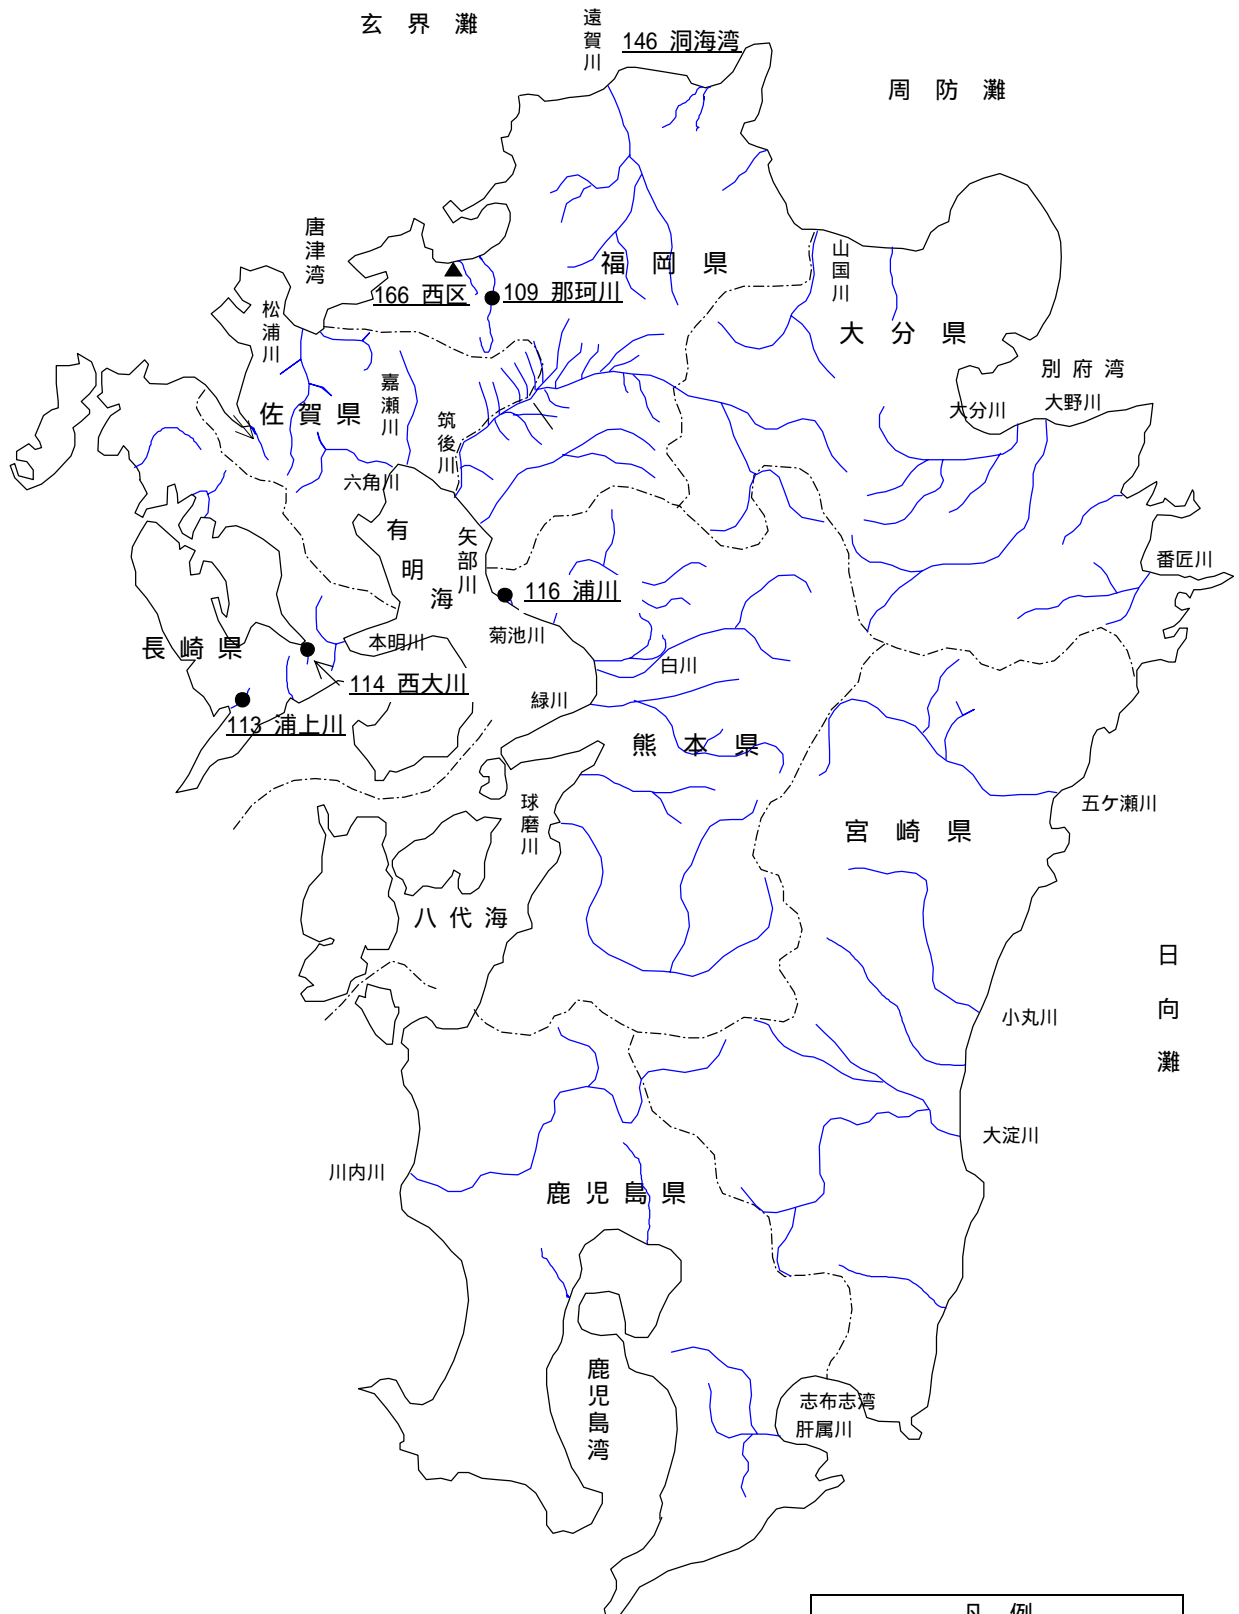 玄界灘
遠賀川
146 洞海湾
周防灘
唐津湾
福岡県
山国川
166 西区
109 那珂川
松浦川
大分県
嘉瀬川
別府湾
佐賀県
大分川
大野川
筑後川
六角川
有明海
矢部川
番匠川
116 浦川
菊池川
長崎県
本明川
白川
114 西大川
緑川
113 浦上川
熊本県
球磨川
五ケ瀬川
宮崎県
八代海
日向灘
小丸川
大淀川
川内川
鹿児島県
鹿児島湾
志布志湾
肝属川
凡例